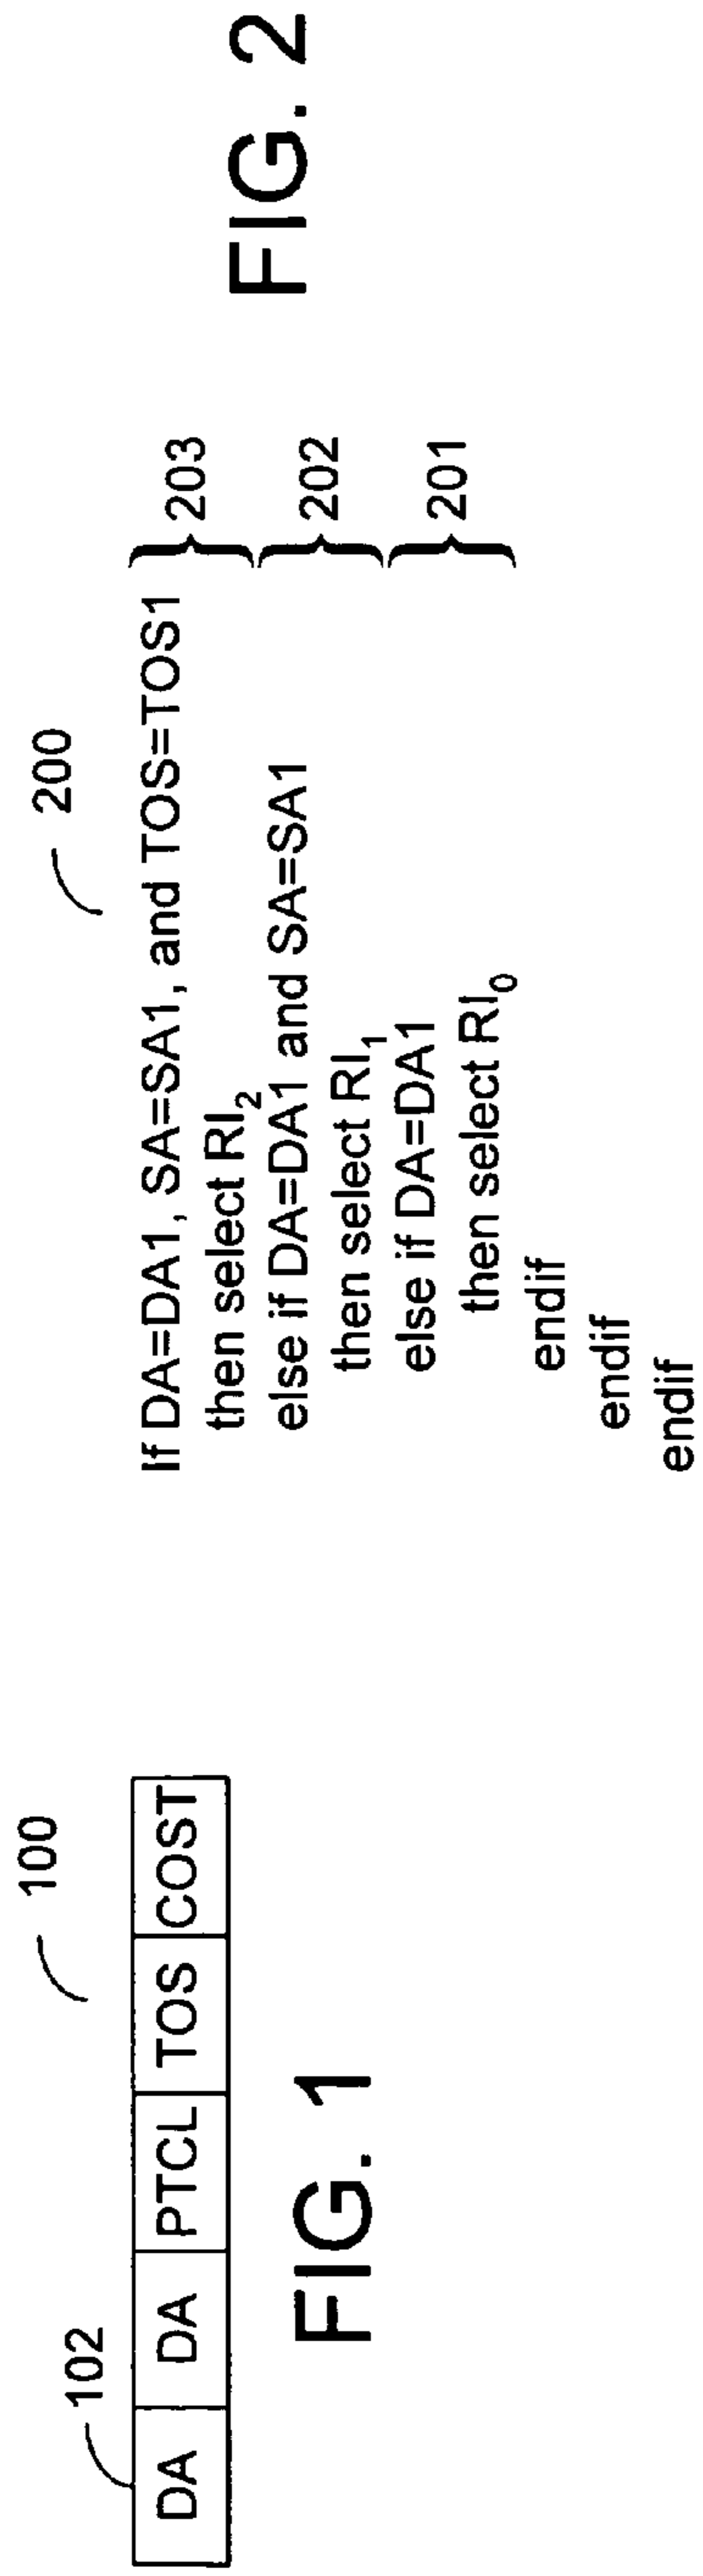 100
102
DA DA PTCL TOS COST
FIG. 1
200
If DA=DA1, SA=SA1, and TOS=TOS1
then select RI2
203
else if DA=DA1 and SA=SA1
then select RI1
202
else if DA=DA1
then select RI0
201
endif
endif
endif
FIG. 2